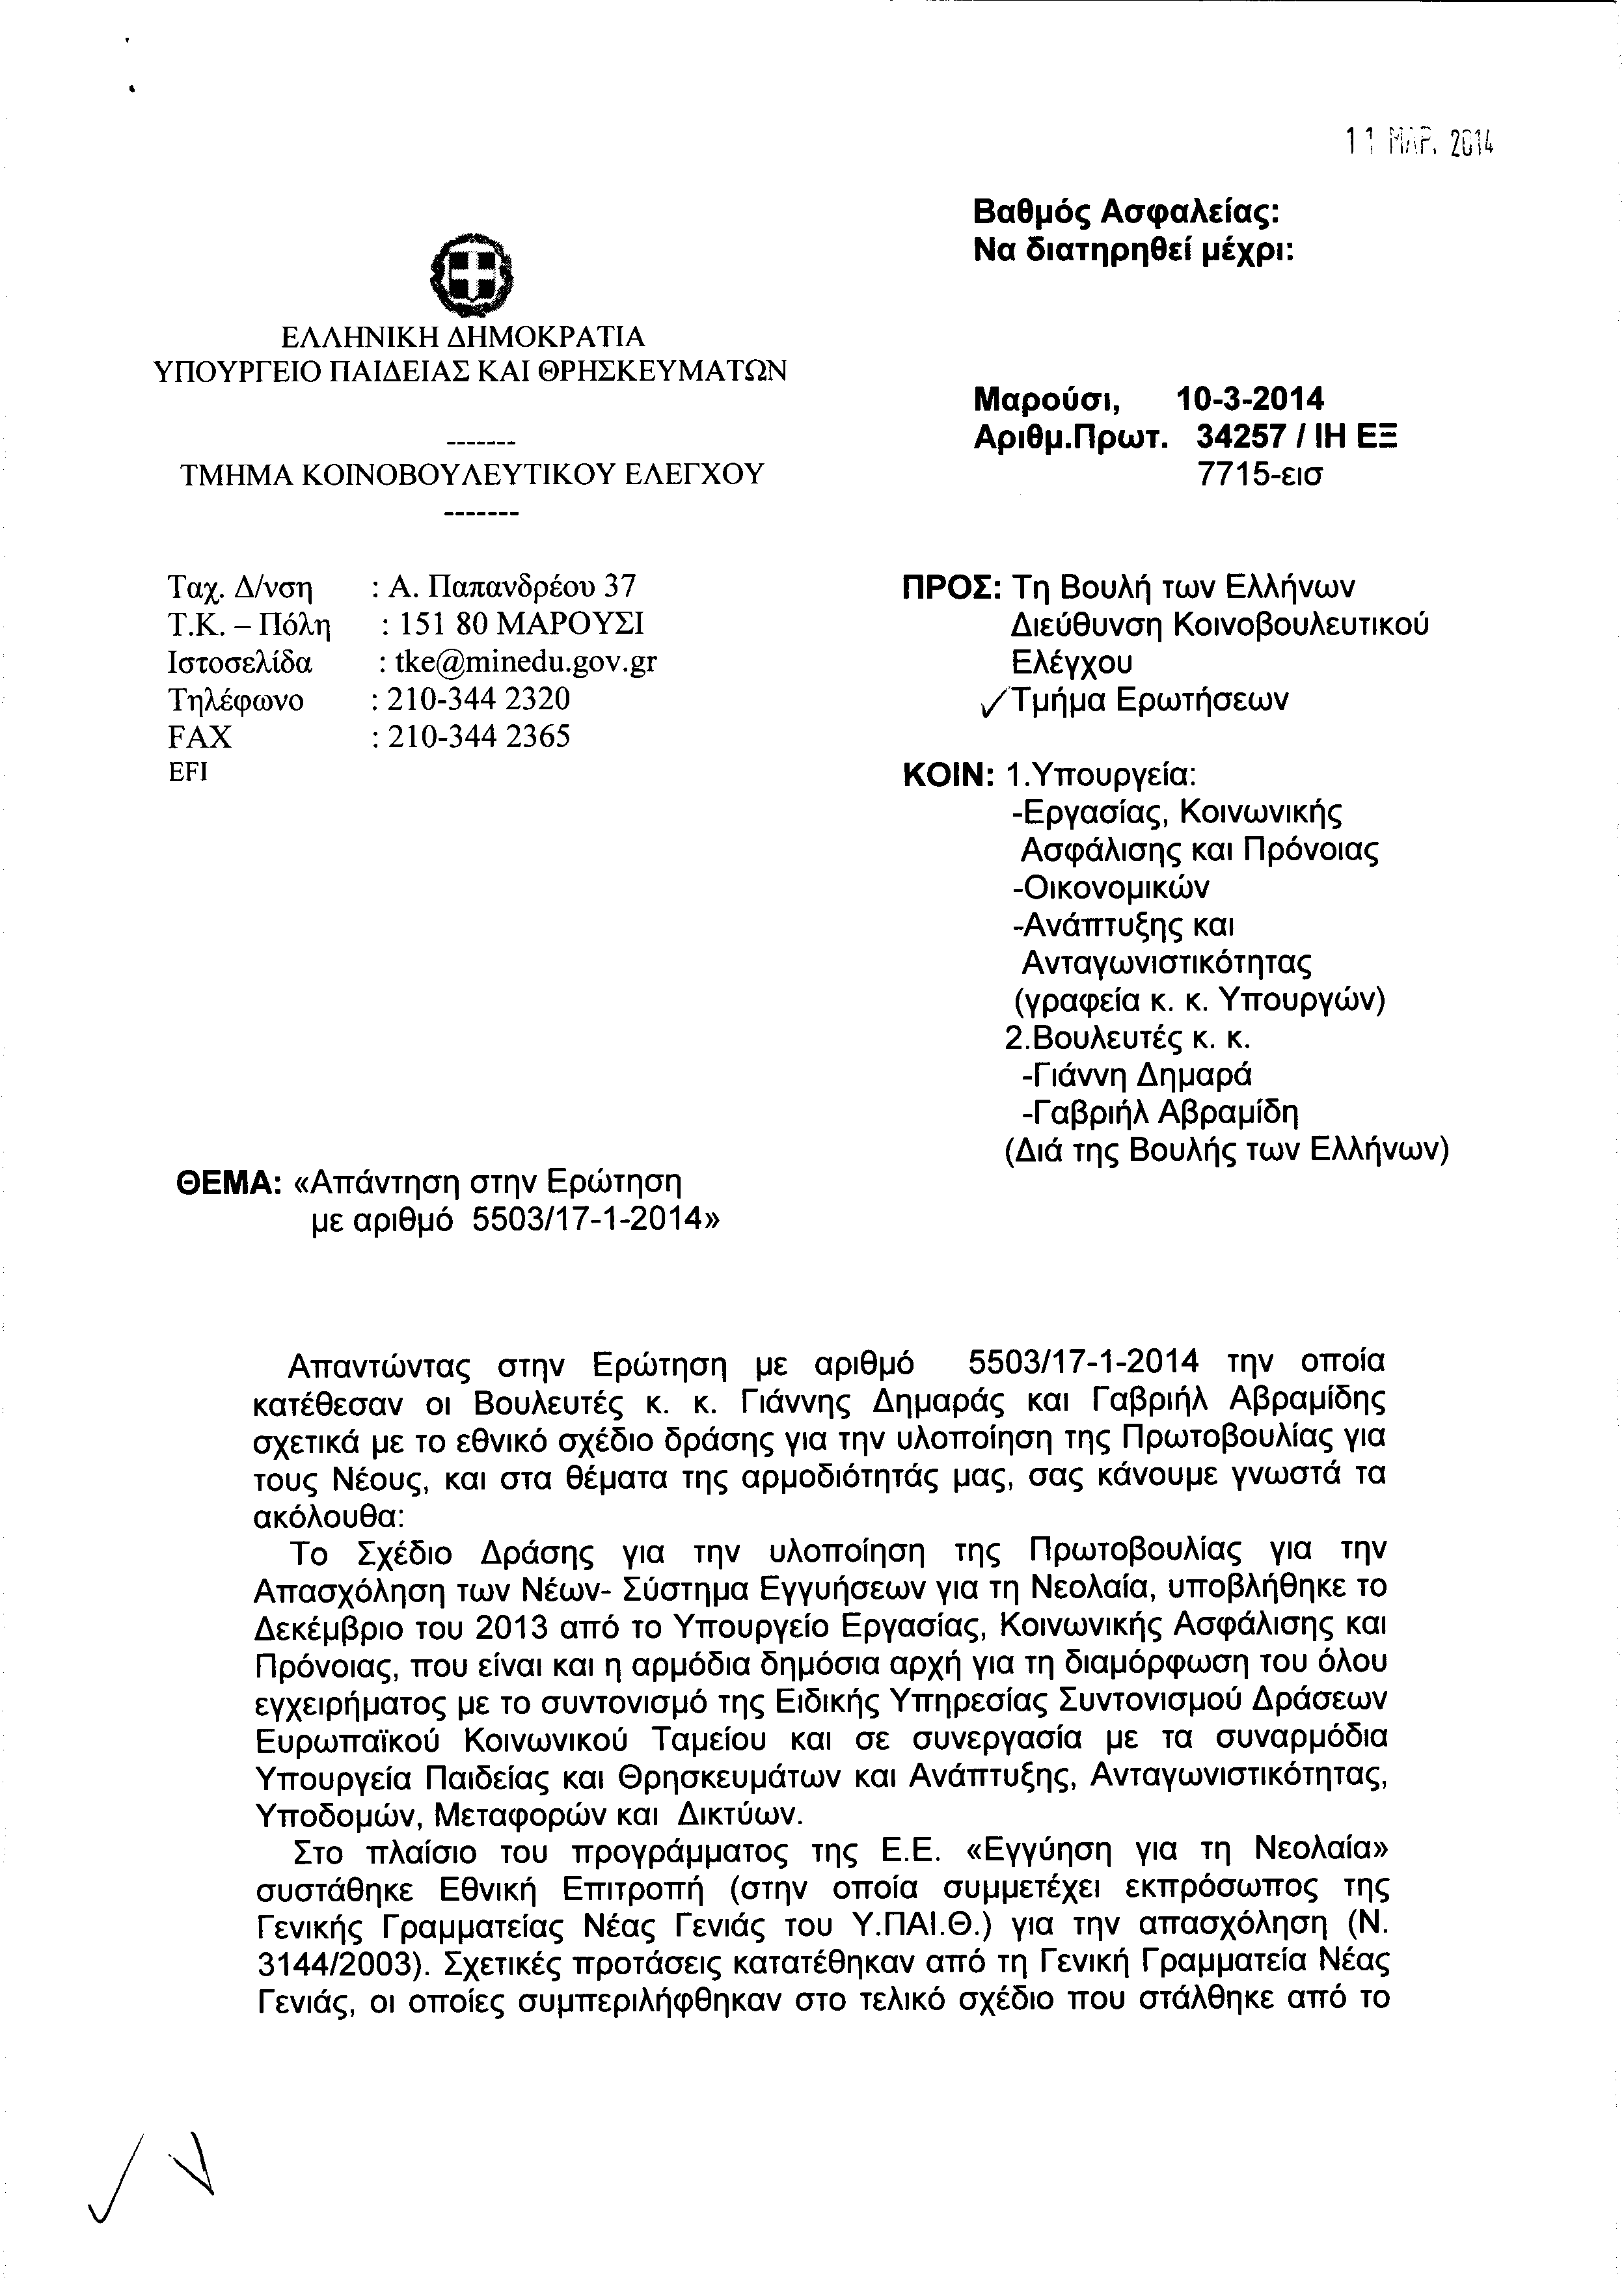 11 ΜΑΡ. 2014
Βαθμός Ασφαλείας:
Να διατηρηθεί μέχρι:
ΕΛΛΗΝΙΚΗ ΔΗΜΟΚΡΑΤΙΑ
ΥΠΟΥΡΓΕΙΟ ΠΑΙΔΕΙΑΣ ΚΑΙ ΘΡΗΣΚΕΥΜΑΤΩΝ
-------
ΤΜΗΜΑ ΚΟΙΝΟΒΟΥΛΕΥΤΙΚΟΥ ΕΛΕΓΧΟΥ
-------
Μαρούσι, 10-3-2014
Αριθμ.Πρωτ. 34257 / ΙΗ ΕΞ
7715-εισ
Ταχ. Δ/νση : Α. Παπανδρέου 37
Τ.Κ. – Πόλη : 151 80 ΜΑΡΟΥΣΙ
Ιστοσελίδα : tke@minedu.gov.gr
Τηλέφωνο : 210-344 2320
FAX : 210-344 2365
EFI
ΠΡΟΣ: Τη Βουλή των Ελλήνων
Διεύθυνση Κοινοβουλευτικού
Ελέγχου
✓Τμήμα Ερωτήσεων
ΚΟΙΝ: 1.Υπουργεία:
-Εργασίας, Κοινωνικής
Ασφάλισης και Πρόνοιας
-Οικονομικών
-Ανάπτυξης και
Ανταγωνιστικότητας
(γραφεία κ. κ. Υπουργών)
2.Βουλευτές κ. κ.
-Γιάννη Δημαρά
-Γαβριήλ Αβραμίδη
(Διά της Βουλής των Ελλήνων)
ΘΕΜΑ: «Απάντηση στην Ερώτηση
με αριθμό 5503/17-1-2014»
Απαντώντας στην Ερώτηση με αριθμό 5503/17-1-2014 την οποία
κατέθεσαν οι Βουλευτές κ. κ. Γιάννης Δημαράς και Γαβριήλ Αβραμίδης
σχετικά με το εθνικό σχέδιο δράσης για την υλοποίηση της Πρωτοβουλίας για
τους Νέους, και στα θέματα της αρμοδιότητάς μας, σας κάνουμε γνωστά τα
ακόλουθα:
Το Σχέδιο Δράσης για την υλοποίηση της Πρωτοβουλίας για την
Απασχόληση των Νέων- Σύστημα Εγγυήσεων για τη Νεολαία, υποβλήθηκε το
Δεκέμβριο του 2013 από το Υπουργείο Εργασίας, Κοινωνικής Ασφάλισης και
Πρόνοιας, που είναι και η αρμόδια δημόσια αρχή για τη διαμόρφωση του όλου
εγχειρήματος με το συντονισμό της Ειδικής Υπηρεσίας Συντονισμού Δράσεων
Ευρωπαϊκού Κοινωνικού Ταμείου και σε συνεργασία με τα συναρμόδια
Υπουργεία Παιδείας και Θρησκευμάτων και Ανάπτυξης, Ανταγωνιστικότητας,
Υποδομών, Μεταφορών και Δικτύων.
Στο πλαίσιο του προγράμματος της Ε.Ε. «Εγγύηση για τη Νεολαία»
συστάθηκε Εθνική Επιτροπή (στην οποία συμμετέχει εκπρόσωπος της
Γενικής Γραμματείας Νέας Γενιάς του Υ.ΠΑΙ.Θ.) για την απασχόληση (Ν.
3144/2003). Σχετικές προτάσεις κατατέθηκαν από τη Γενική Γραμματεία Νέας
Γενιάς, οι οποίες συμπεριλήφθηκαν στο τελικό σχέδιο που στάλθηκε από το